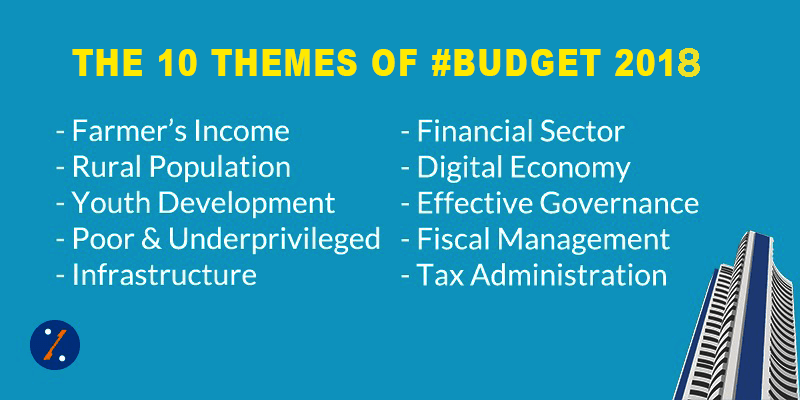 THE 10 THEMES OF #BUDGET 2018
- Farmer's Income
- Rural Population
- Youth Development
- Poor & Underprivileged
- Infrastructure
- Financial Sector
- Digital Economy
- Effective Governance
- Fiscal Management
- Tax Administration